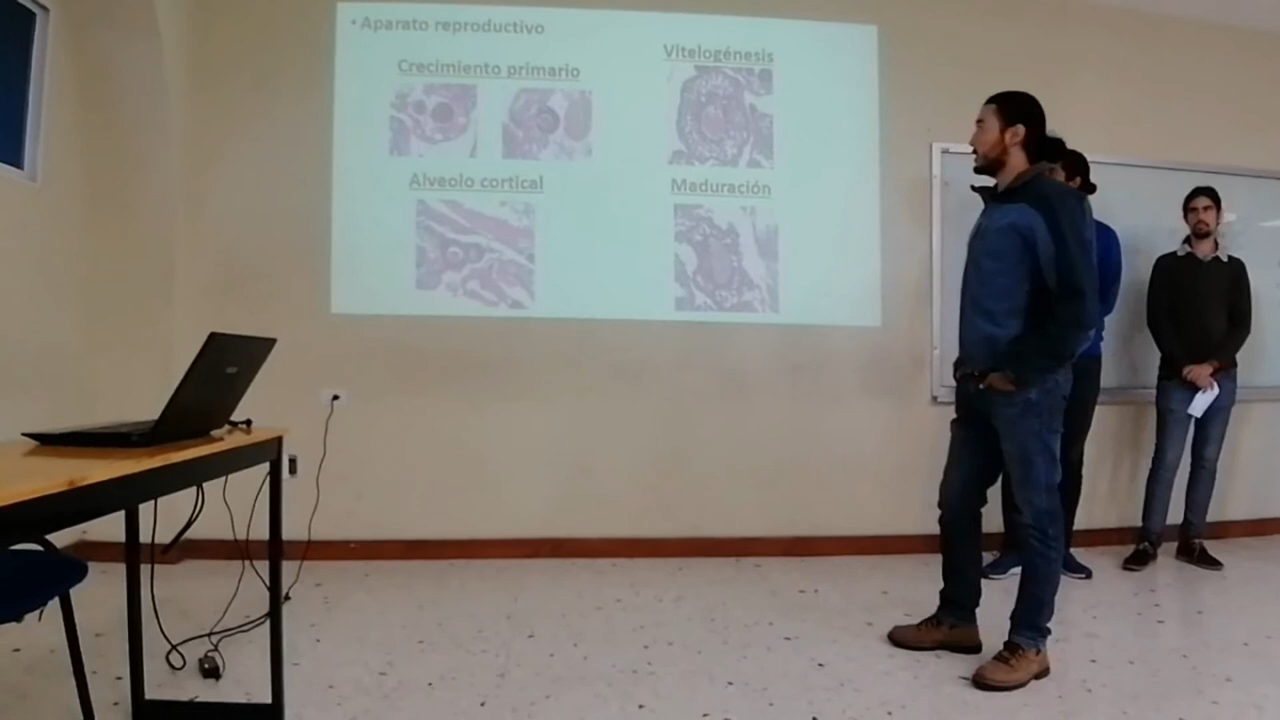 • Aparato reproductivo
Crecimiento primario
Vitelogénesis
Alveolo cortical
Maduración